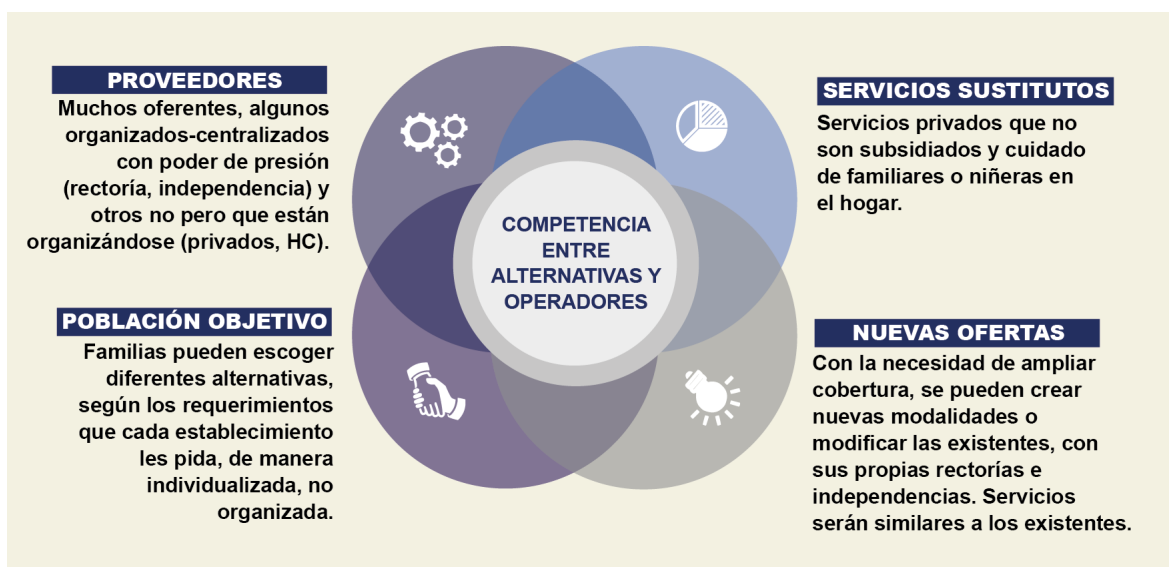 PROVEEDORES
Muchos oferentes, algunos
organizados-centralizados
con poder de presión
(rectoría, independencia) y
otros no pero que están
organizándose (privados, HC).
SERVICIOS SUSTITUTOS
Servicios privados que no
son subsidiados y cuidado
de familiares o niñeras en
el hogar.
COMPETENCIA
ENTRE
ALTERNATIVAS Y
OPERADORES
POBLACIÓN OBJETIVO
Familias pueden escoger
diferentes alternativas,
según los requerimientos
que cada establecimiento
les pida, de manera
individualizada, no
organizada.
NUEVAS OFERTAS
Con la necesidad de ampliar
cobertura, se pueden crear
nuevas modalidades o
modificar las existentes, con
sus propias rectorías e
independencias. Servicios
serán similares a los existentes.